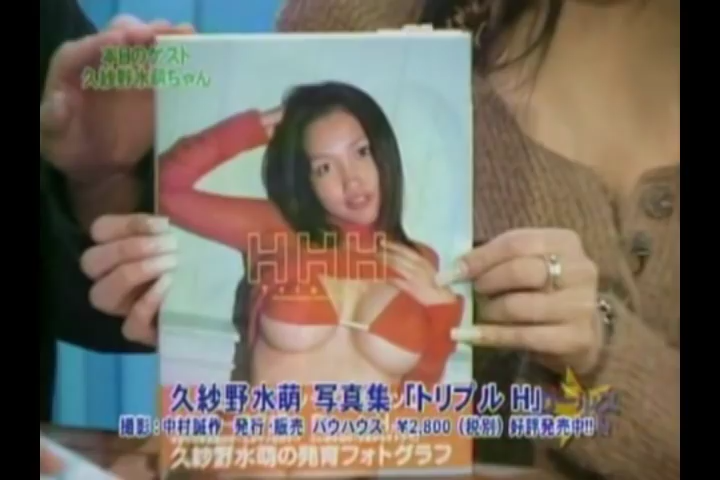 本日のゲスト
久紗野水萌ちゃん
HHH
久紗野水萌 写真集「トリプル H」
撮影：中村誠作 発行・販売 バウハウス ¥2,800（税別）好評発売中!!
久紗野水萌の発育フォトグラフ